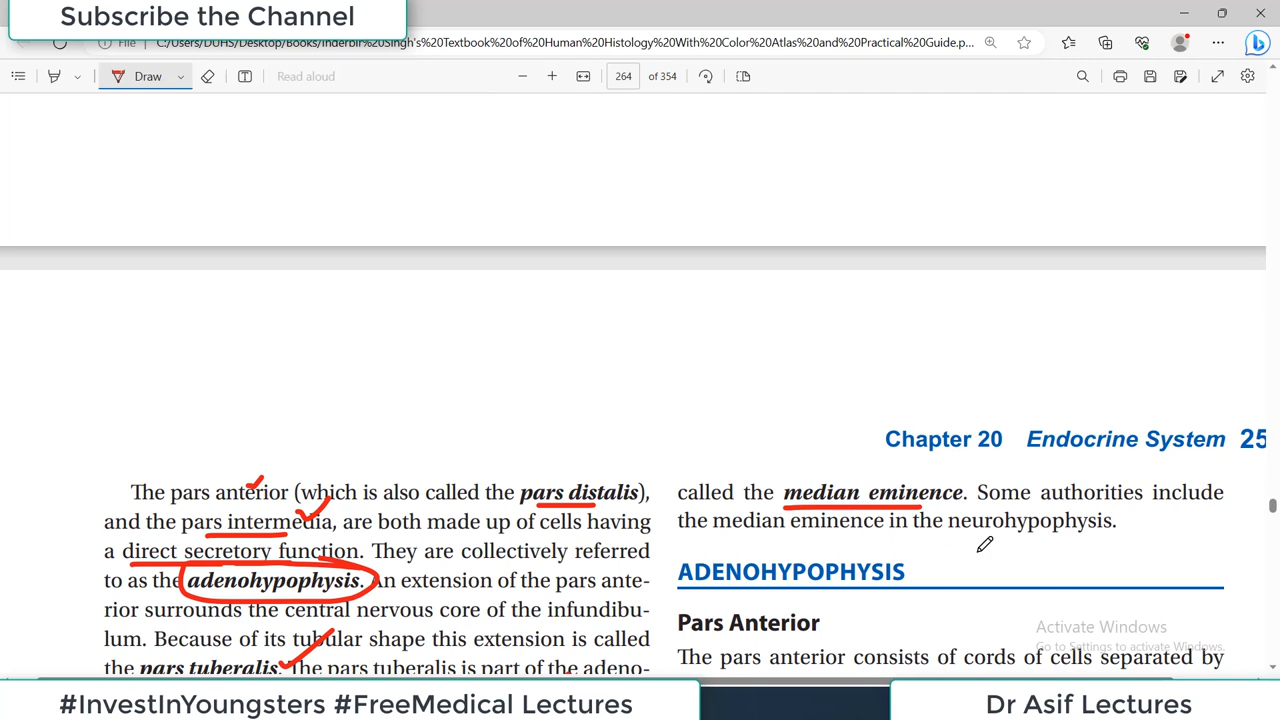 Subscribe the Channel
File
C:/Users/DUHS/Desktop/Books/Inderbir%20Singh's%20Textbook%20of%20Human%20Histology%20With%20Color%20Atlas%20and%20Practical%20Guide.p...
Draw
Read aloud
264 of 354
Chapter 20 Endocrine System 25
The pars anterior (which is also called the pars distalis),
and the pars intermedia, are both made up of cells having
a direct secretory function. They are collectively referred
to as the adenohypophysis. An extension of the pars ante-
rior surrounds the central nervous core of the infundibu-
lum. Because of its tubular shape this extension is called
the pars tuberalis. The pars tuberalis is part of the adeno-
called the median eminence. Some authorities include
the median eminence in the neurohypophysis.
ADENOHYPOPHYSIS
Pars Anterior
The pars anterior consists of cords of cells separated by
Activate Windows
Go to Settings to activate Windows.
#InvestInYoungsters #FreeMedical Lectures
Dr Asif Lectures